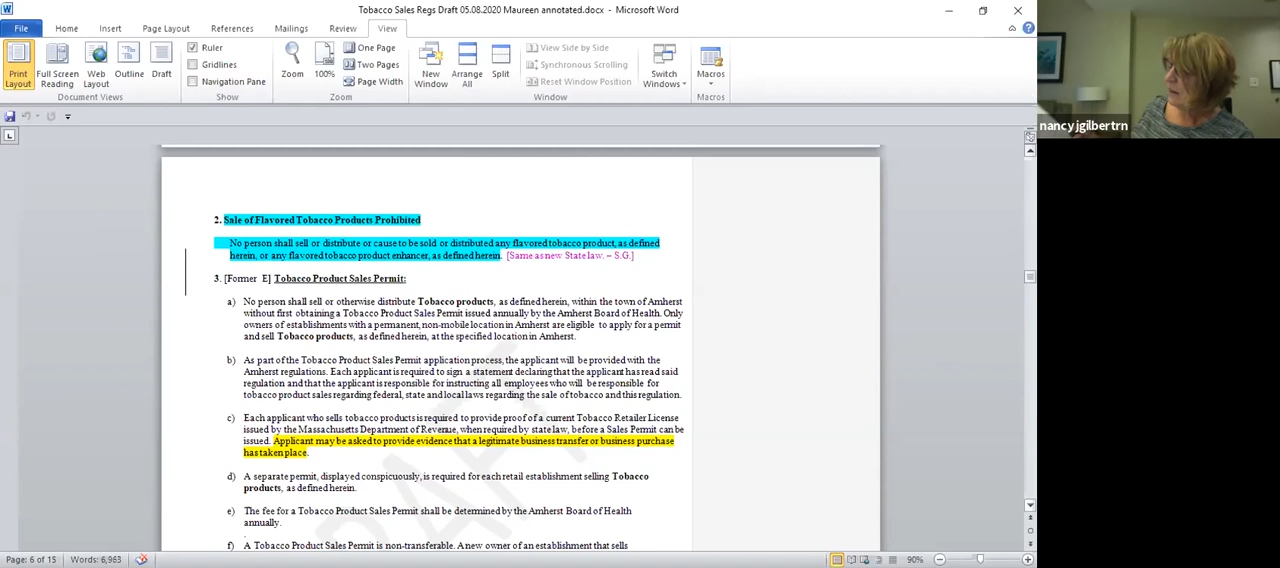 Tobacco Sales Regs Draft 05.08.2020 Maureen annotated.docx - Microsoft Word
File Home Insert Page Layout References Mailings Review View
Print Layout
Full Screen Reading
Web Layout
Outline
Draft
Document Views
Ruler
Gridlines
Navigation Pane
Show
Zoom
100%
One Page
Two Pages
Page Width
Zoom
New Window
Arrange All
Split
View Side by Side
Synchronous Scrolling
Reset Window Position
Window
Switch Windows
Macros
Macros
nancy jgilbertrn
2. Sale of Flavored Tobacco Products Prohibited
No person shall sell or distribute or cause to be sold or distributed any flavored tobacco product, as defined
herein, or any flavored tobacco product enhancer, as defined herein. [Same as new State law. – S.G.]
3. [Former E] Tobacco Product Sales Permit:
a) No person shall sell or otherwise distribute Tobacco products, as defined herein, within the town of Amherst
without first obtaining a Tobacco Product Sales Permit issued annually by the Amherst Board of Health. Only
owners of establishments with a permanent, non-mobile location in Amherst are eligible to apply for a permit
and sell Tobacco products, as defined herein, at the specified location in Amherst.
b) As part of the Tobacco Product Sales Permit application process, the applicant will be provided with the
Amherst regulations. Each applicant is required to sign a statement declaring that the applicant has read said
regulation and that the applicant is responsible for instructing all employees who will be responsible for
tobacco product sales regarding federal, state and local laws regarding the sale of tobacco and this regulation.
c) Each applicant who sells tobacco products is required to provide proof of a current Tobacco Retailer License
issued by the Massachusetts Department of Revenue, when required by state law, before a Sales Permit can be
issued. Applicant may be asked to provide evidence that a legitimate business transfer or business purchase
has taken place.
d) A separate permit, displayed conspicuously, is required for each retail establishment selling Tobacco
products, as defined herein.
e) The fee for a Tobacco Product Sales Permit shall be determined by the Amherst Board of Health
annually.
.
f) A Tobacco Product Sales Permit is non-transferable. A new owner of an establishment that sells
DRAFT
Page: 6 of 15 Words: 6,963 90%